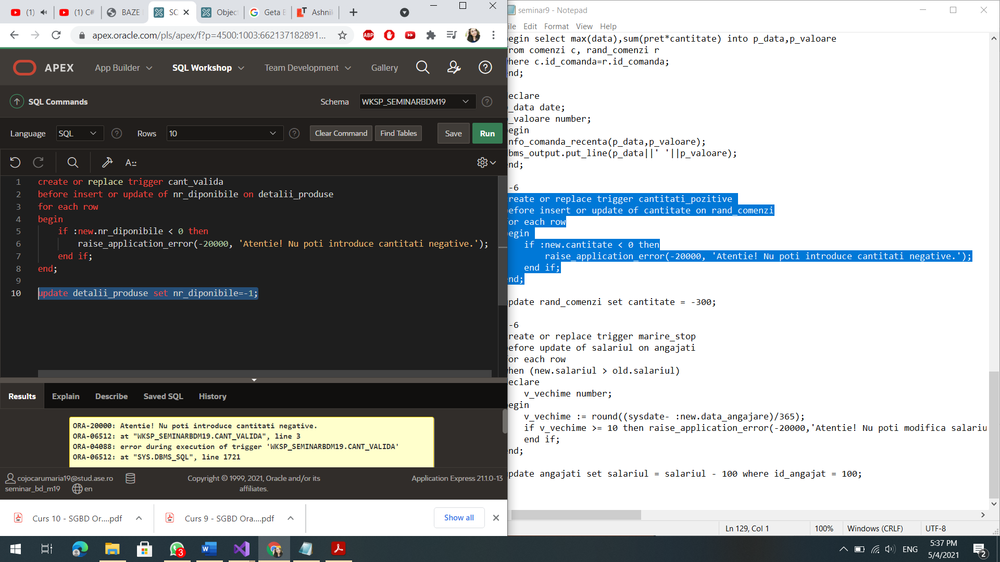 (1)
(1) C#
BAZE
SC
Object
Geta B
Ashnik
apex.oracle.com/pls/apex/f?p=4500:1003:662137182891...
ABP
APEX
App Builder
SQL Workshop
Team Development
Gallery
SQL Commands
Schema
WKSP_SEMINARBDM19
Language
SQL
Rows
10
Clear Command
Find Tables
Save
Run
1 create or replace trigger cant_valida
2 before insert or update of nr_diponibile on detalii_produse
3 for each row
4 begin
5 if :new.nr_diponibile < 0 then
6 raise_application_error(-20000, 'Atentie! Nu poti introduce cantitati negative.');
7 end if;
8 end;
9
10 update detalii_produse set nr_diponibile=-1;
Results
Explain
Describe
Saved SQL
History
ORA-20000: Atentie! Nu poti introduce cantitati negative.
ORA-06512: at "WKSP_SEMINARBDM19.CANT_VALIDA", line 3
ORA-04088: error during execution of trigger 'WKSP_SEMINARBDM19.CANT_VALIDA'
ORA-06512: at "SYS.DBMS_SQL", line 1721
cojocarumaria19@stud.ase.ro
seminar_bd_m19
en
Copyright © 1999, 2021, Oracle and/or its
affiliates.
Application Express 21.1.0-13
Curs 10 - SGBD Or....pdf
Curs 9 - SGBD Ora....pdf
Show all
seminar9 - Notepad
ile Edit Format View Help
egin select max(data),sum(pret*cantitate) into p_data,p_valoare
rom comenzi c, rand_comenzi r
here c.id_comanda=r.id_comanda;
nd;
eclare
_data date;
_valoare number;
egin
nfo_comanda_recenta(p_data,p_valoare);
bms_output.put_line(p_data||' '||p_valoare);
nd;
-6
reate or replace trigger cantitati_pozitive
efore insert or update of cantitate on rand_comenzi
or each row
egin
if :new.cantitate < 0 then
raise_application_error(-20000, 'Atentie! Nu poti introduce cantitati negative.');
end if;
nd;
pdate rand_comenzi set cantitate = -300;
-6
reate or replace trigger marire_stop
efore update of salariul on angajati
or each row
hen (new.salariul > old.salariul)
eclare
v_vechime number;
egin
v_vechime := round((sysdate- :new.data_angajare)/365);
if v_vechime >= 10 then raise_application_error(-20000,'Atentie! Nu poti modifica salariu
end if;
nd;
pdate angajati set salariul = salariul - 100 where id_angajat = 100;
Ln 129, Col 1
100%
Windows (CRLF)
UTF-8
3
ENG
5:37 PM
5/4/2021
2